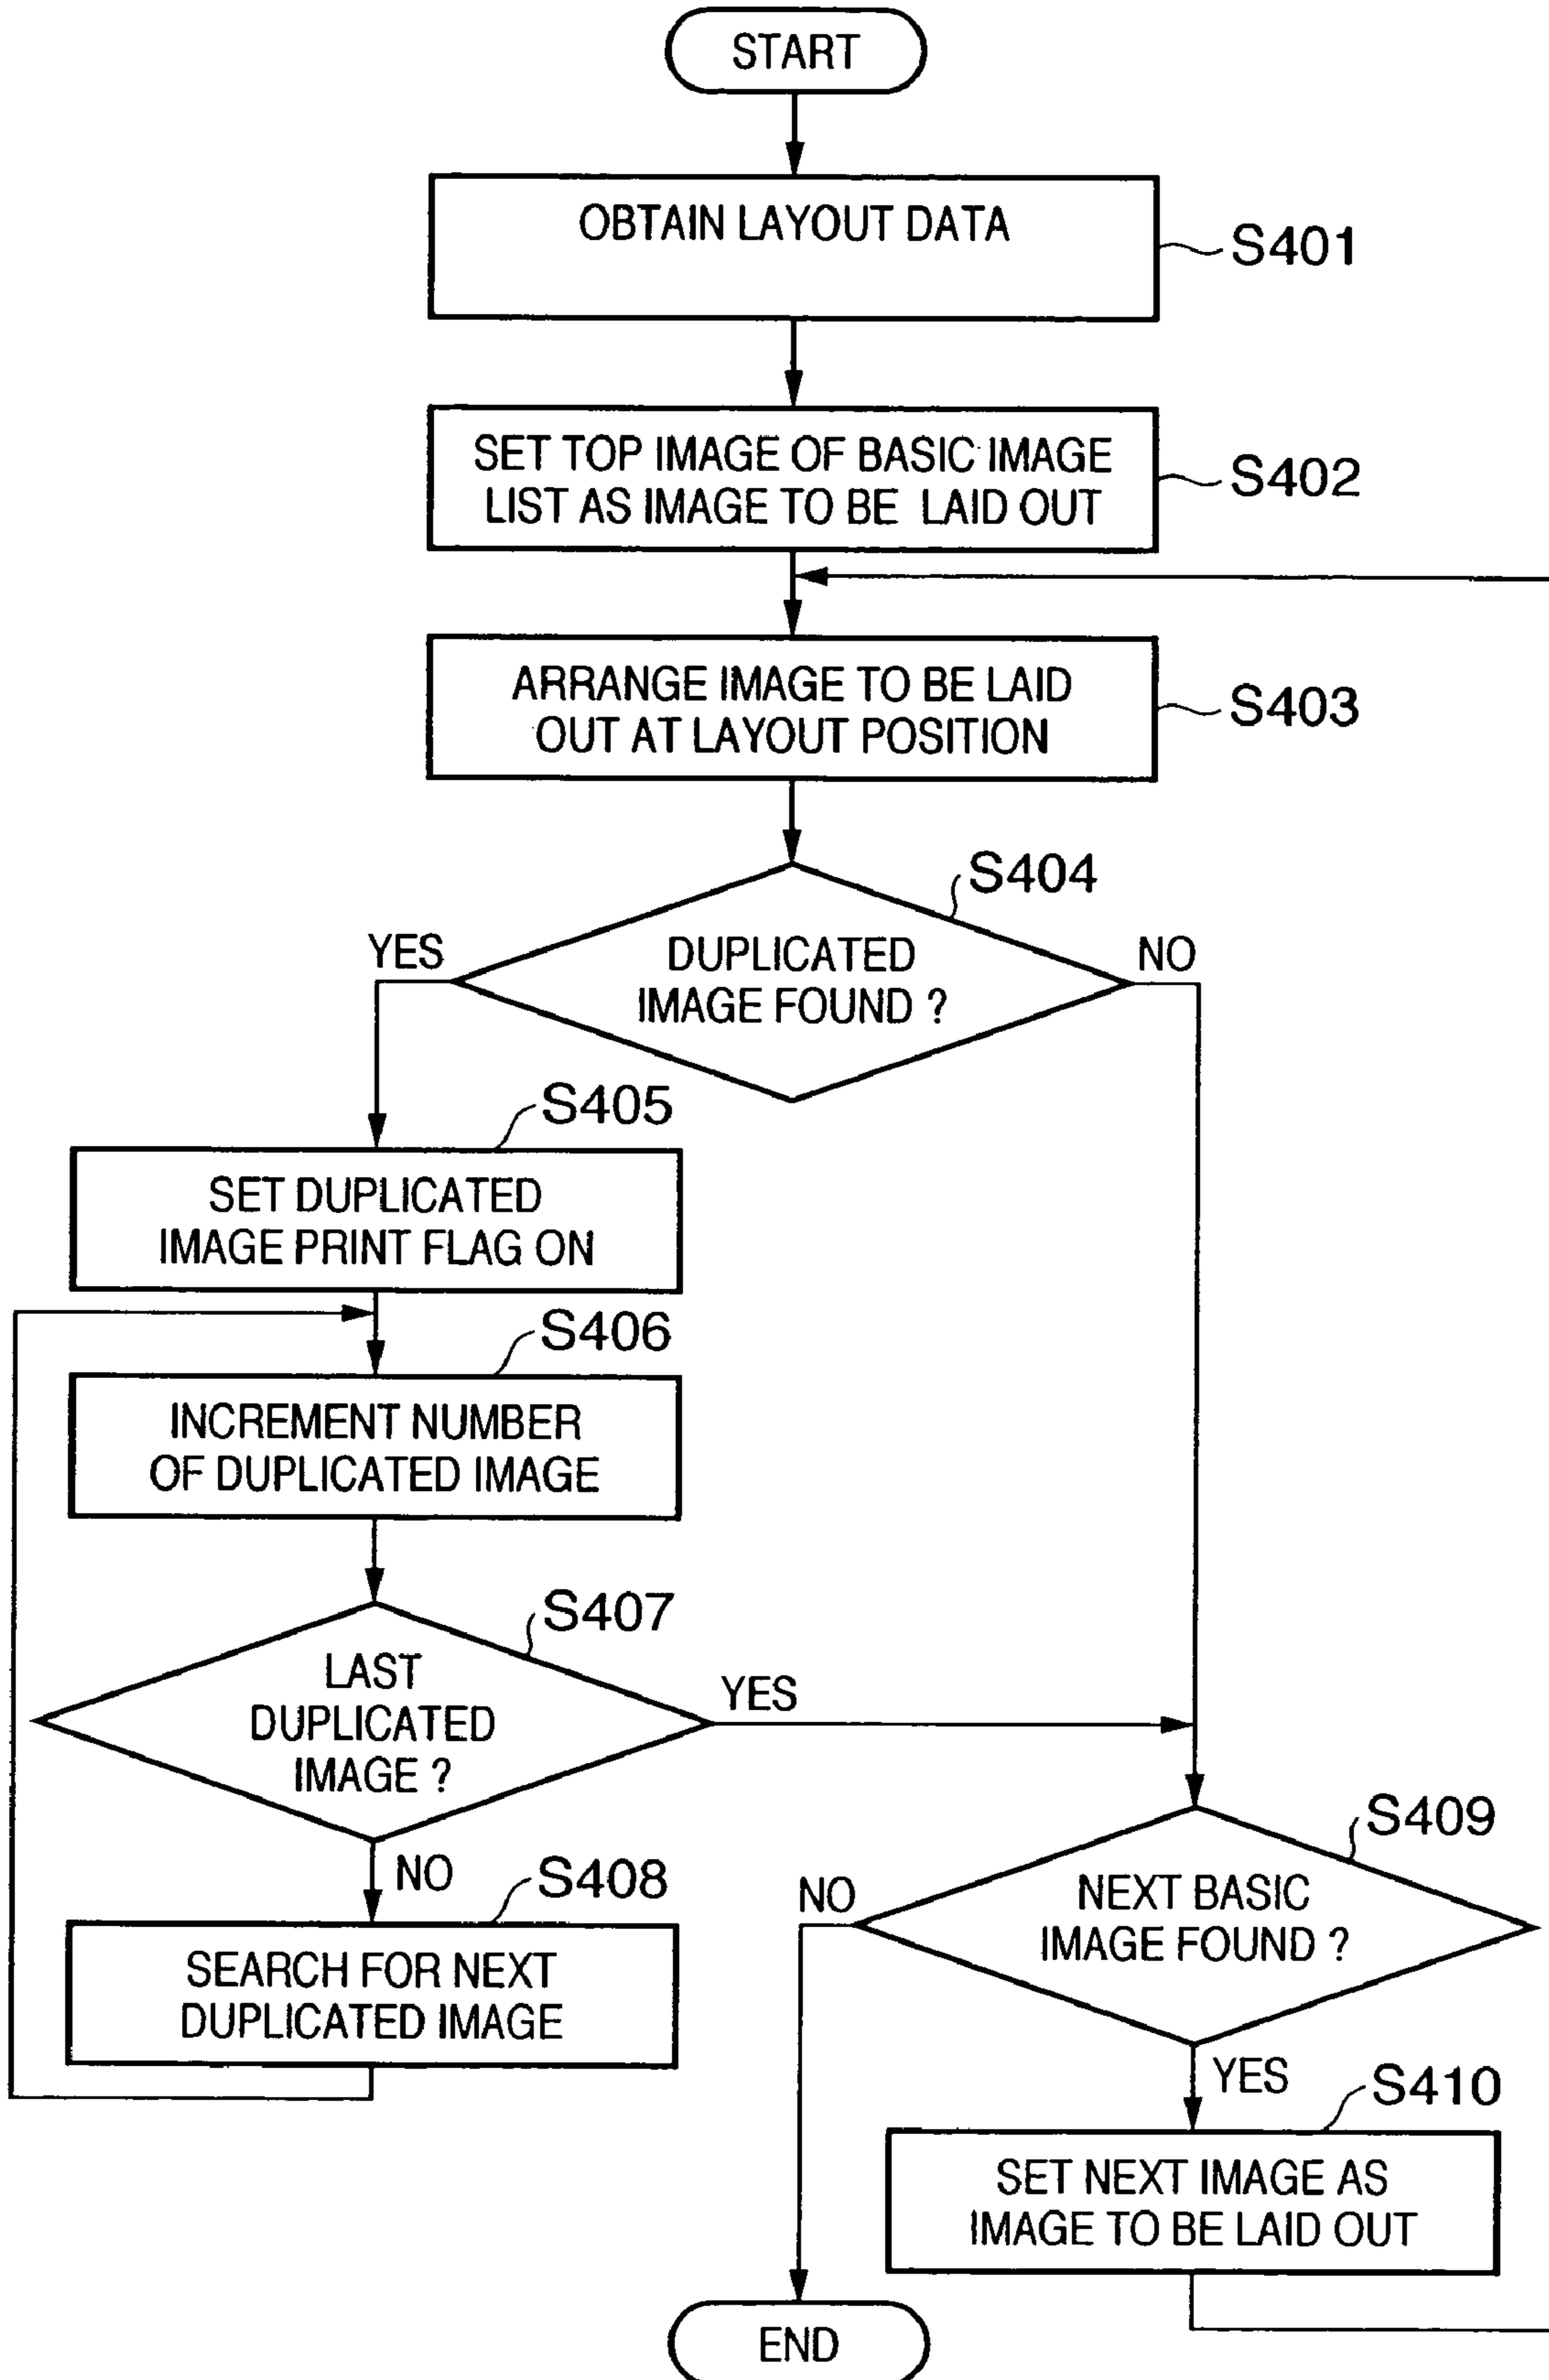 START
OBTAIN LAYOUT DATA
S401
SET TOP IMAGE OF BASIC IMAGE
LIST AS IMAGE TO BE LAID OUT
S402
ARRANGE IMAGE TO BE LAID
OUT AT LAYOUT POSITION
S403
S404
YES
DUPLICATED
IMAGE FOUND ?
NO
S405
SET DUPLICATED
IMAGE PRINT FLAG ON
S406
INCREMENT NUMBER
OF DUPLICATED IMAGE
S407
LAST
DUPLICATED
IMAGE ?
YES
NO
S408
SEARCH FOR NEXT
DUPLICATED IMAGE
S409
NO
NEXT BASIC
IMAGE FOUND ?
YES
S410
SET NEXT IMAGE AS
IMAGE TO BE LAID OUT
END